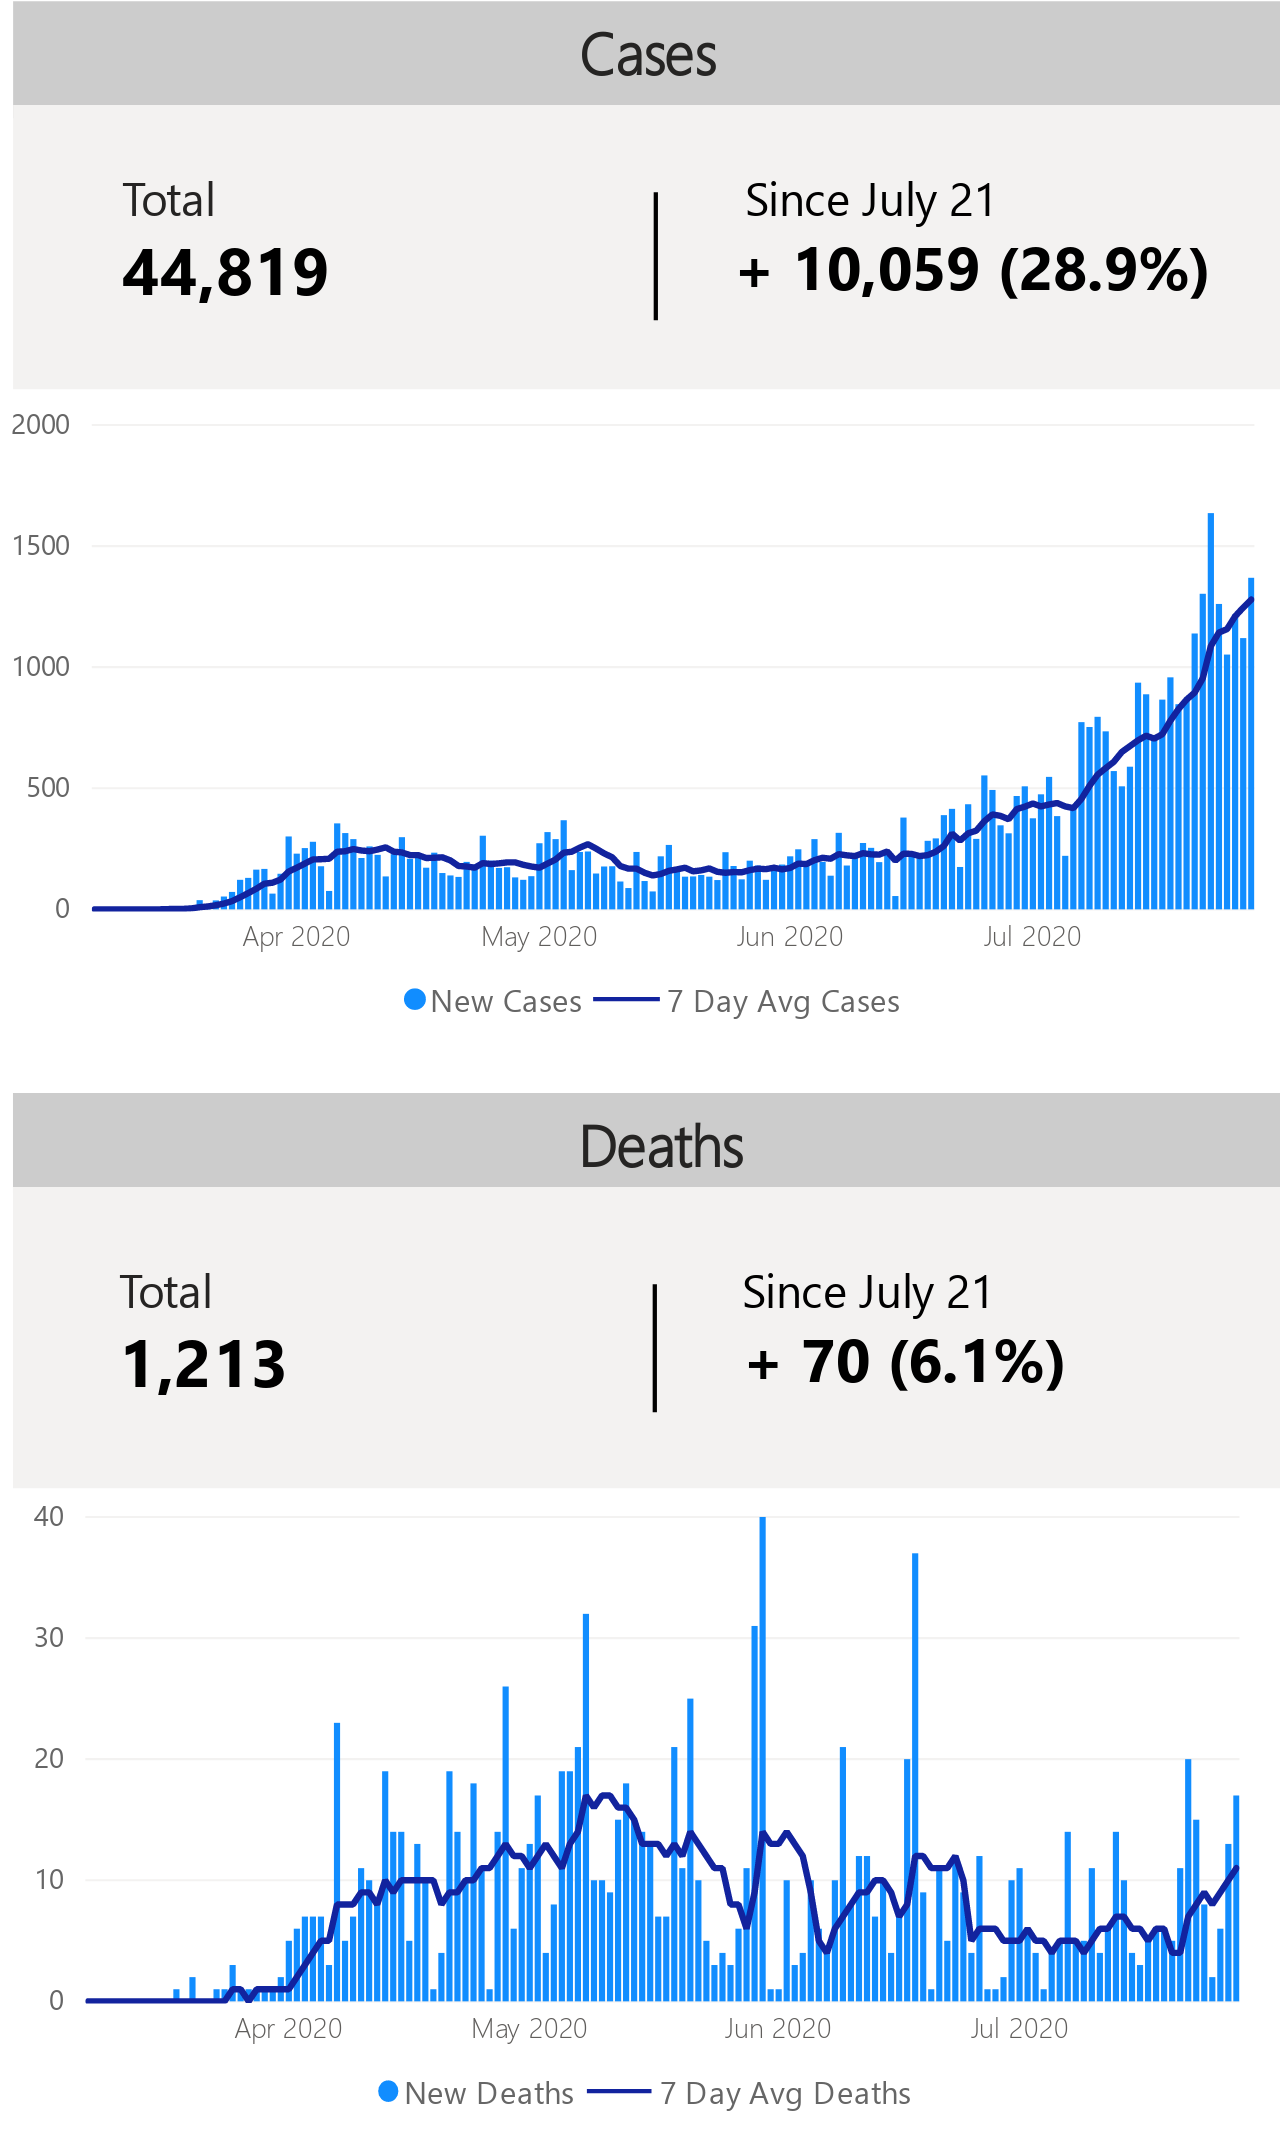 Cases
Total
Since July 21
44,819
+ 10,059 (28.9%)
2000
1500
1000
500
0
Apr 2020
May 2020
Jun 2020
Jul 2020
New Cases
7 Day Avg Cases
Deaths
Total
Since July 21
1,213
+ 70 (6.1%)
40
30
20
10
0
Apr 2020
May 2020
Jun 2020
Jul 2020
New Deaths
7 Day Avg Deaths